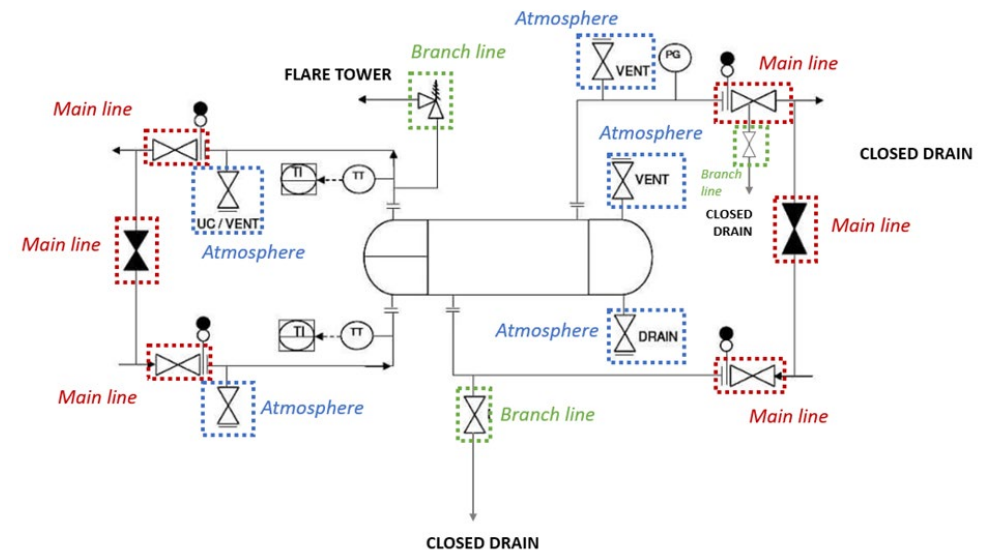 Atmosphere
Branch line
FLARE TOWER
VENT
PG
Main line
Main line
Atmosphere
VENT
CLOSED DRAIN
TI
TT
Branch
line
CLOSED
DRAIN
UC / VENT
Atmosphere
Main line
Main line
TI
TT
Atmosphere
DRAIN
Main line
Atmosphere
Branch line
Main line
CLOSED DRAIN